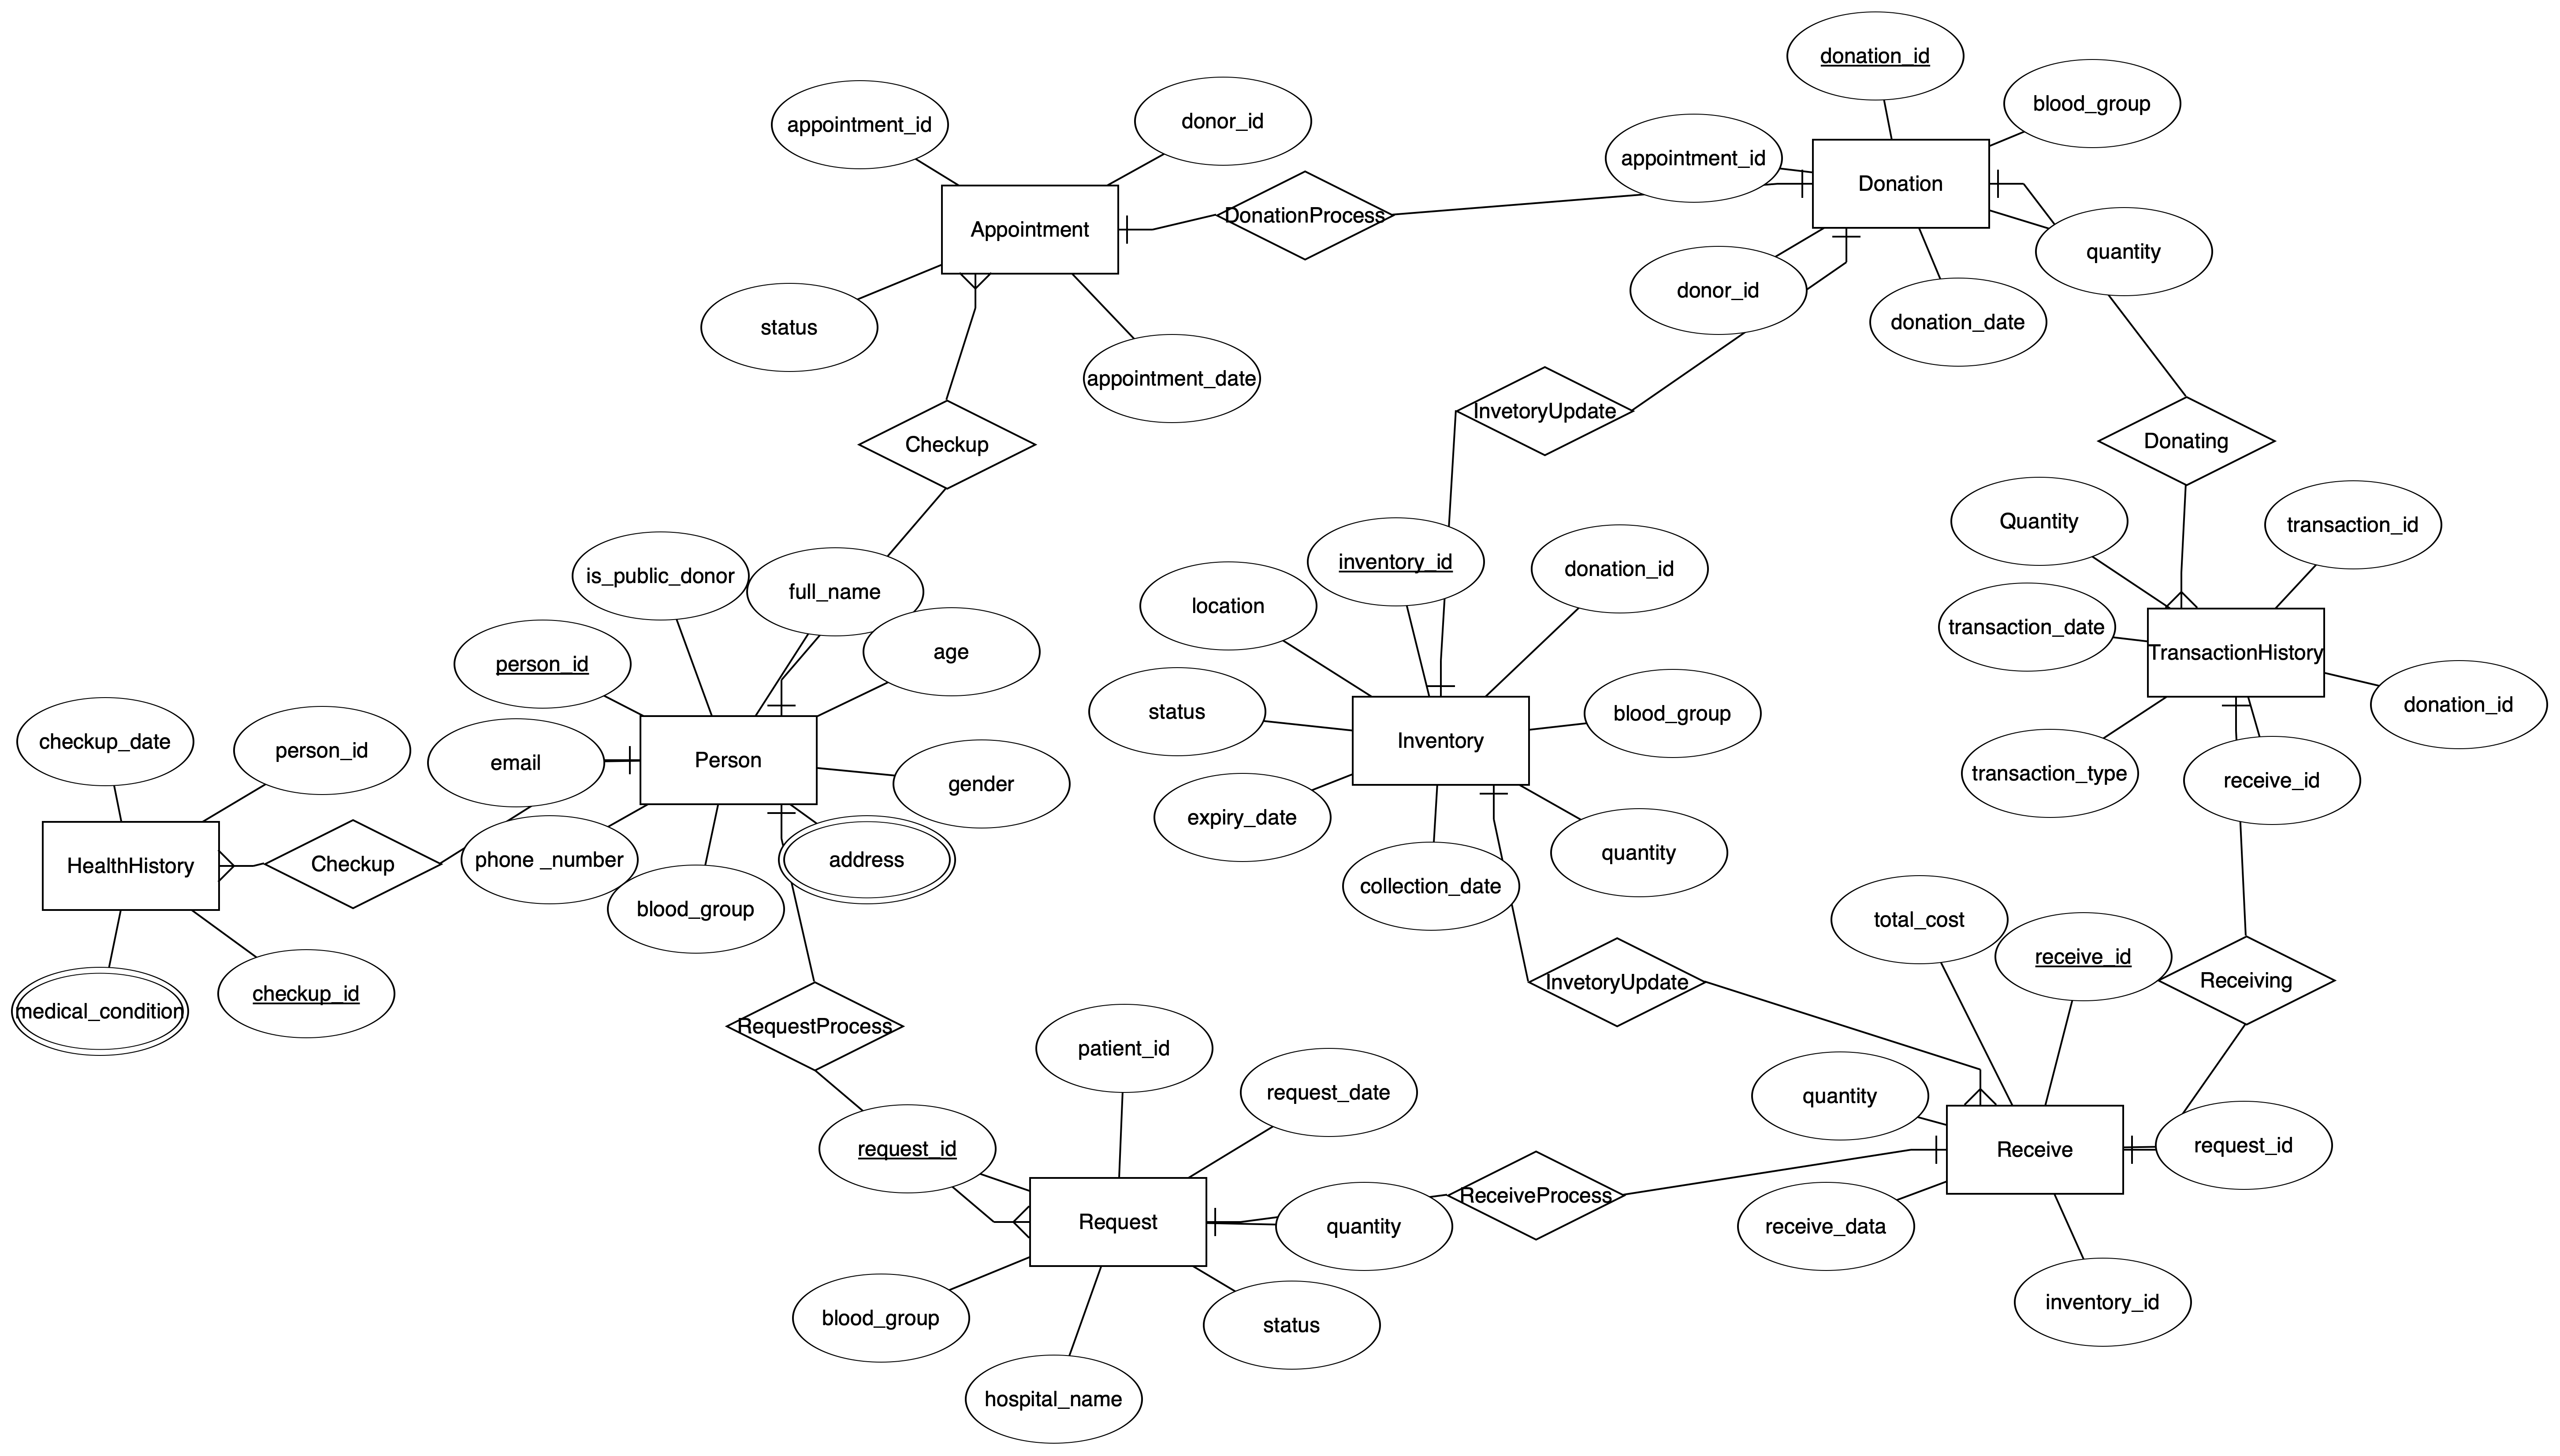 donation_id
blood_group
appointment_id
donor_id
appointment_id
Donation
DonationProcess
Appointment
quantity
donor_id
donation_date
status
appointment_date
InvetoryUpdate
Checkup
Donating
Quantity
transaction_id
inventory_id
donation_id
is_public_donor
full_name
location
transaction_date
TransactionHistory
age
person_id
donation_id
status
blood_group
checkup_date
person_id
Inventory
email
Person
gender
transaction_type
receive_id
expiry_date
quantity
HealthHistory
Checkup
phone _number
address
blood_group
collection_date
total_cost
receive_id
medical_condition
checkup_id
InvetoryUpdate
Receiving
RequestProcess
patient_id
request_date
quantity
request_id
Receive
request_id
ReceiveProcess
Request
quantity
receive_data
blood_group
status
inventory_id
hospital_name